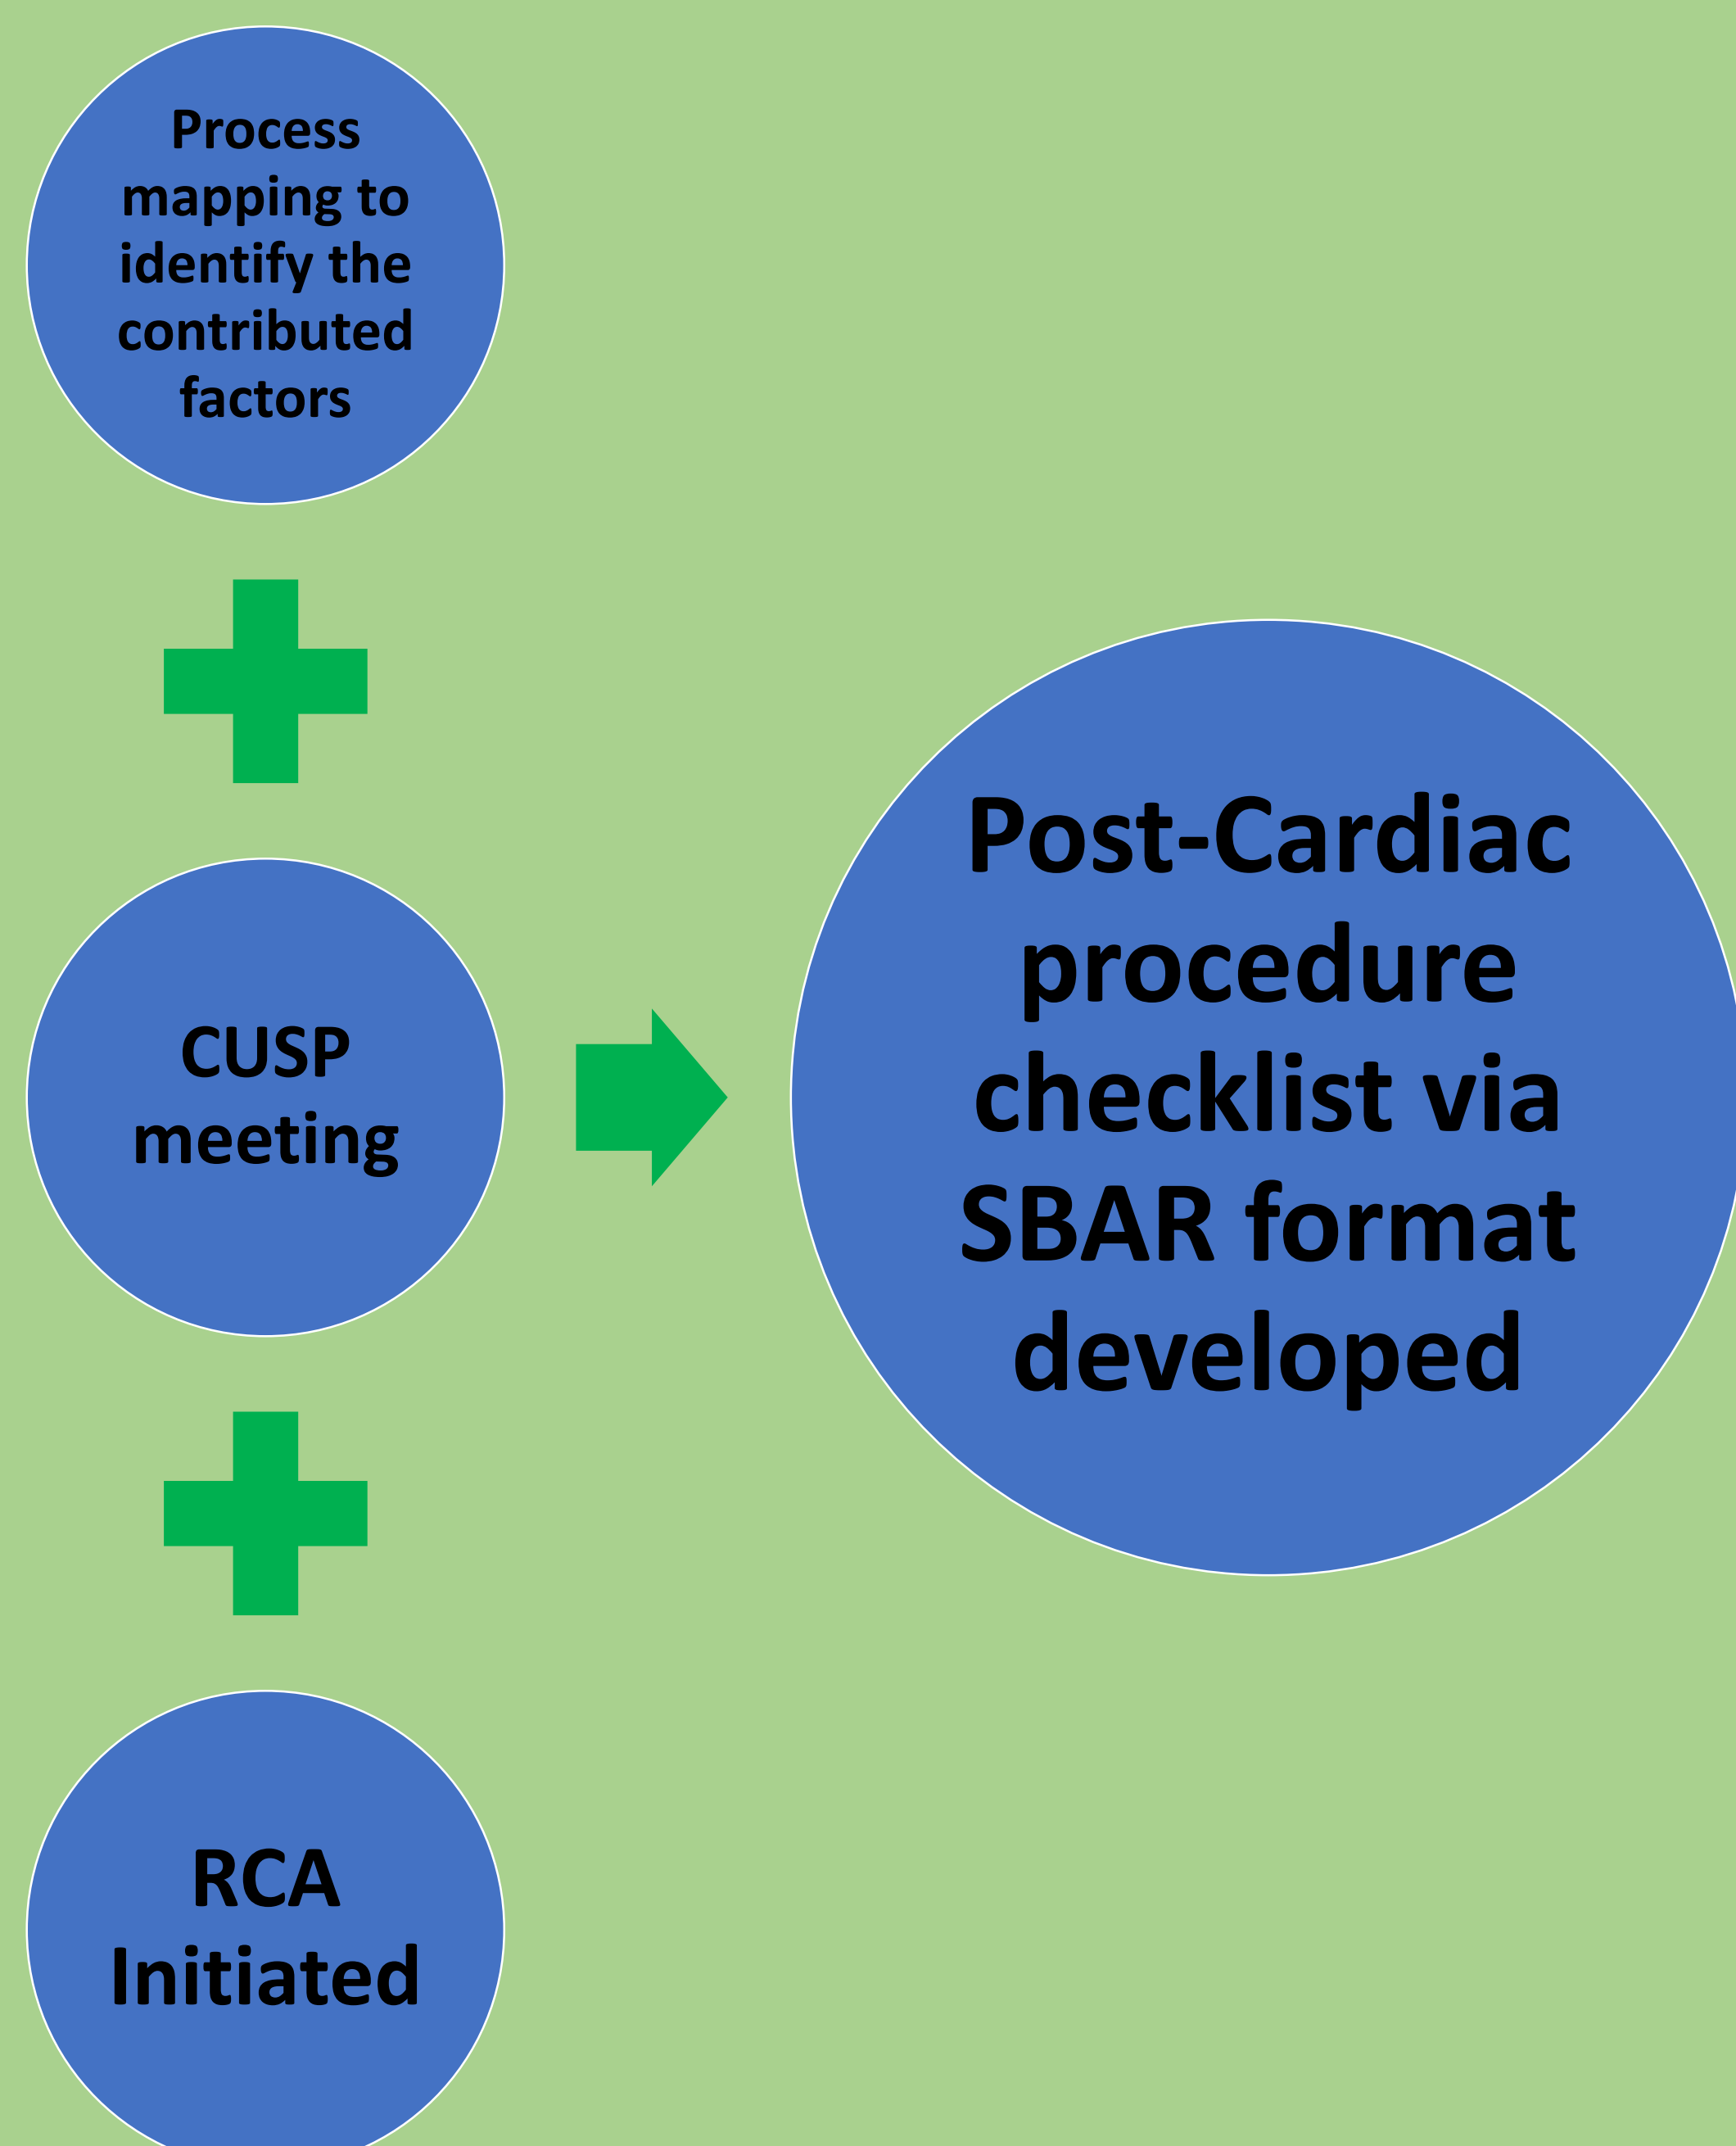 Process
mapping to
identify the
contributed
factors
CUSP
meeting
RCA
Initiated
Post-Cardiac
procedure
checklist via
SBAR format
developed